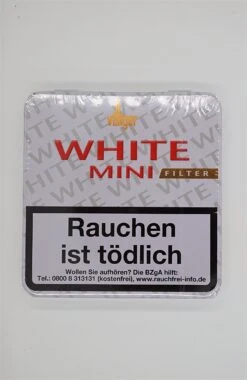 Villiger
WHITE
MINI FILTER
Rauchen
ist tödlich
Wollen Sie aufhören? Die BZgA hilft:
Tel.: 0800 8 313131 (kostenfrei), www.rauchfrei-info.de